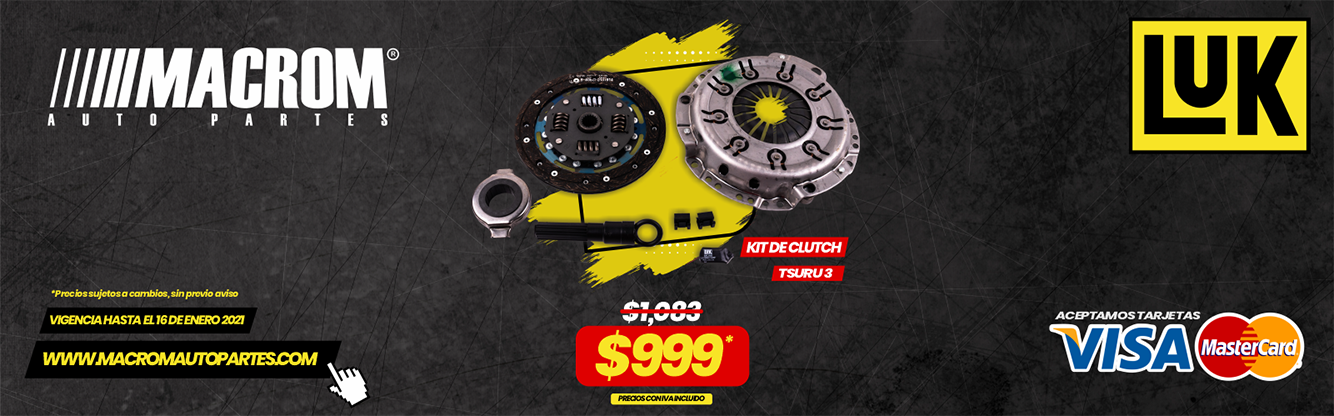 MACROM®
AUTO PARTES
LUK
KIT DE CLUTCH
TSURU 3
*Precios sujetos a cambios, sin previo aviso
VIGENCIA HASTA EL 16 DE ENERO 2021
WWW.MACROMAUTOPARTES.COM
$1,083
$999*
PRECIOS CON IVA INCLUIDO
ACEPTAMOS TARJETAS
VISA
MasterCard